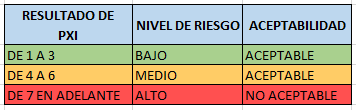 RESULTADO DE PXI NIVEL DE RIESGO ACEPTABILIDAD
DE 1 A 3 BAJO ACEPTABLE
DE 4 A 6 MEDIO ACEPTABLE
DE 7 EN ADELANTE ALTO NO ACEPTABLE